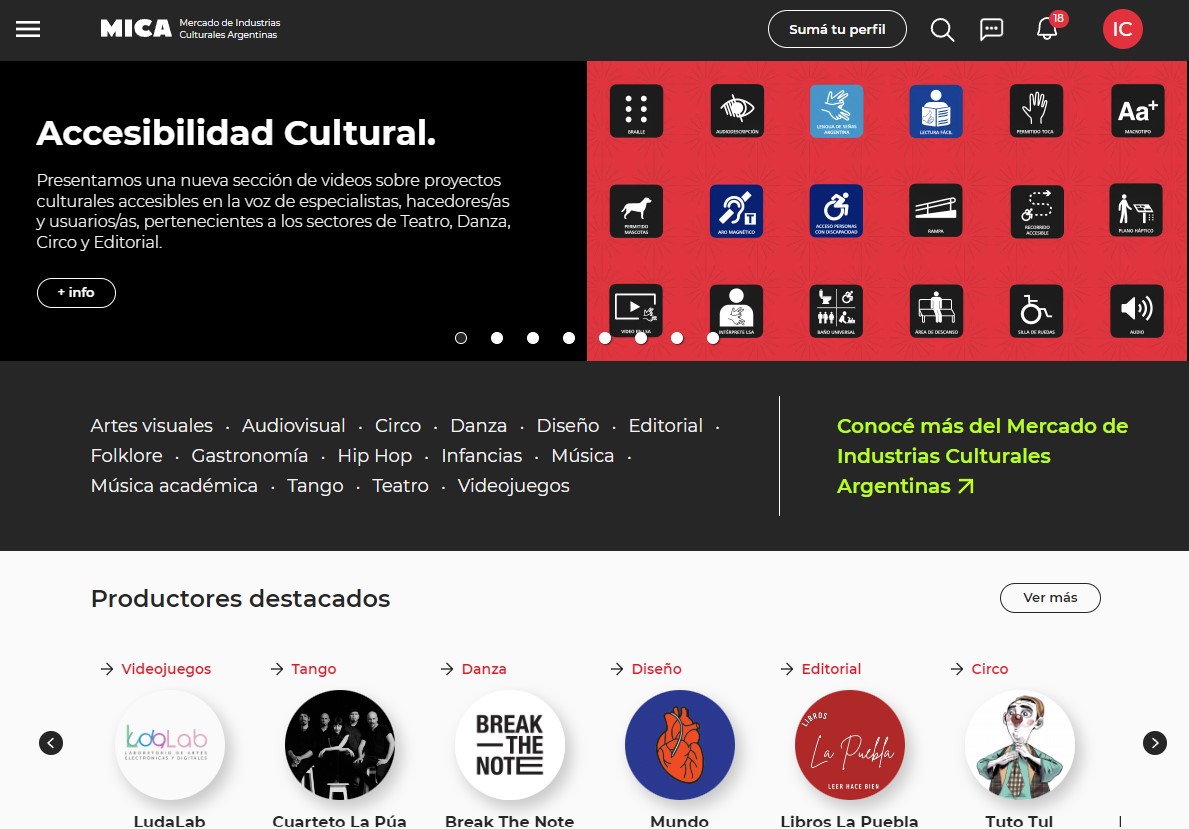 MICA Mercado de Industrias
Culturales Argentinas
Sumá tu perfil
18
IC
Accesibilidad Cultural.
Presentamos una nueva sección de videos sobre proyectos
culturales accesibles en la voz de especialistas, hacedores/as
y usuarios/as, pertenecientes a los sectores de Teatro, Danza,
Circo y Editorial.
+ info
BRAILLE
AUDIODESCRIPCIÓN
LENGUA DE SEÑAS
ARGENTINA
LECTURA FÁCIL
PERMITIDO TOCA
Aa+
MACROTIPO
PERMITIDO
MASCOTAS
T
ARO MAGNÉTICO
ACCESO PERSONAS
CON DISCAPACIDAD
RAMPA
RECORRIDO
ACCESIBLE
PLANO HÁPTICO
VIDEO EN LSA
INTÉRPRETE LSA
BAÑO UNIVERSAL
ÁREA DE DESCANSO
SILLA DE RUEDAS
AUDIO
Artes visuales · Audiovisual · Circo · Danza · Diseño · Editorial ·
Folklore · Gastronomía · Hip Hop · Infancias · Música ·
Música académica · Tango · Teatro · Videojuegos
Conocé más del Mercado de
Industrias Culturales
Argentinas
Productores destacados
Ver más
Videojuegos
Tango
Danza
Diseño
Editorial
Circo
LudaLab
LABORATORIO DE ARTES
ELECTRÓNICAS Y DIGITALES
BREAK
THE
NOTE
LIBROS
La Puebla
LEER HACE BIEN
LudaLab
Cuarteto La Púa
Break The Note
Mundo
Libros La Puebla
Tuto Tul